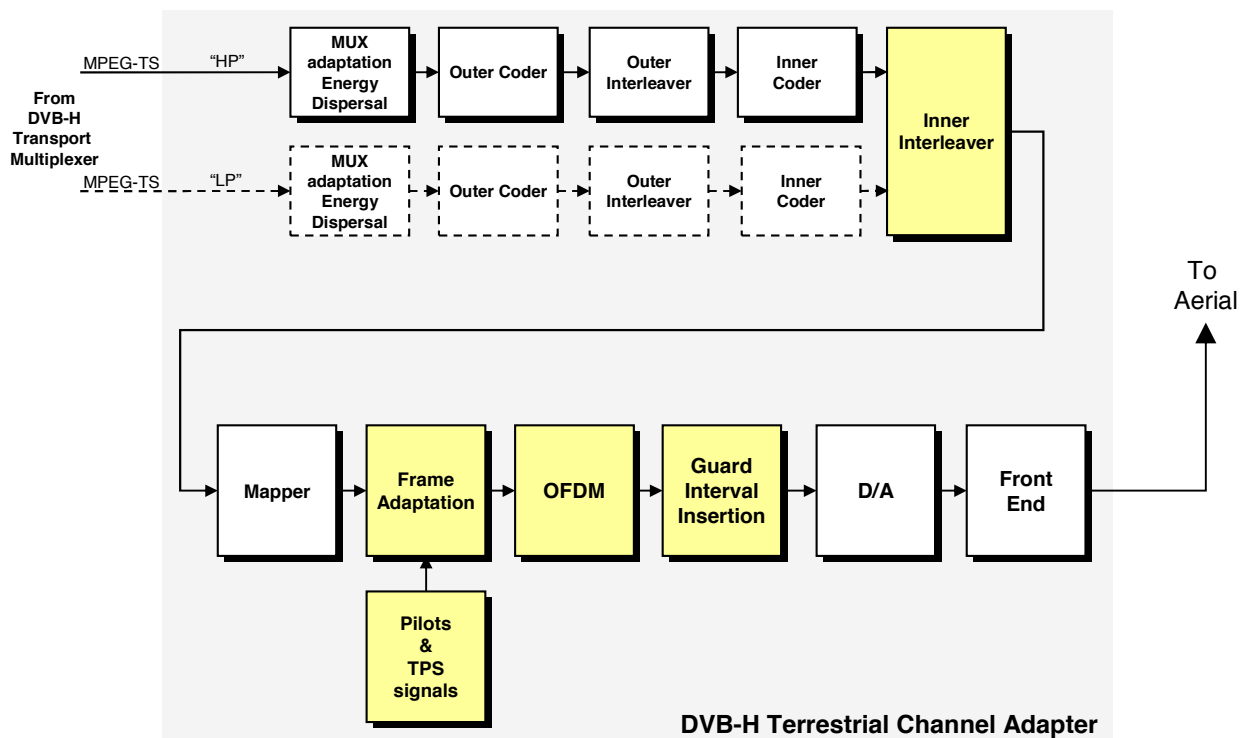 MPEG-TS
“HP”
MUX
adaptation
Energy
Dispersal
Outer Coder
Outer
Interleaver
Inner
Coder
Inner
Interleaver
From
DVB-H
Transport
Multiplexer
MPEG-TS
“LP”
MUX
adaptation
Energy
Dispersal
Outer Coder
Outer
Interleaver
Inner
Coder
To
Aerial
Mapper
Frame
Adaptation
OFDM
Guard
Interval
Insertion
D/A
Front
End
Pilots
&
TPS
signals
DVB-H Terrestrial Channel Adapter